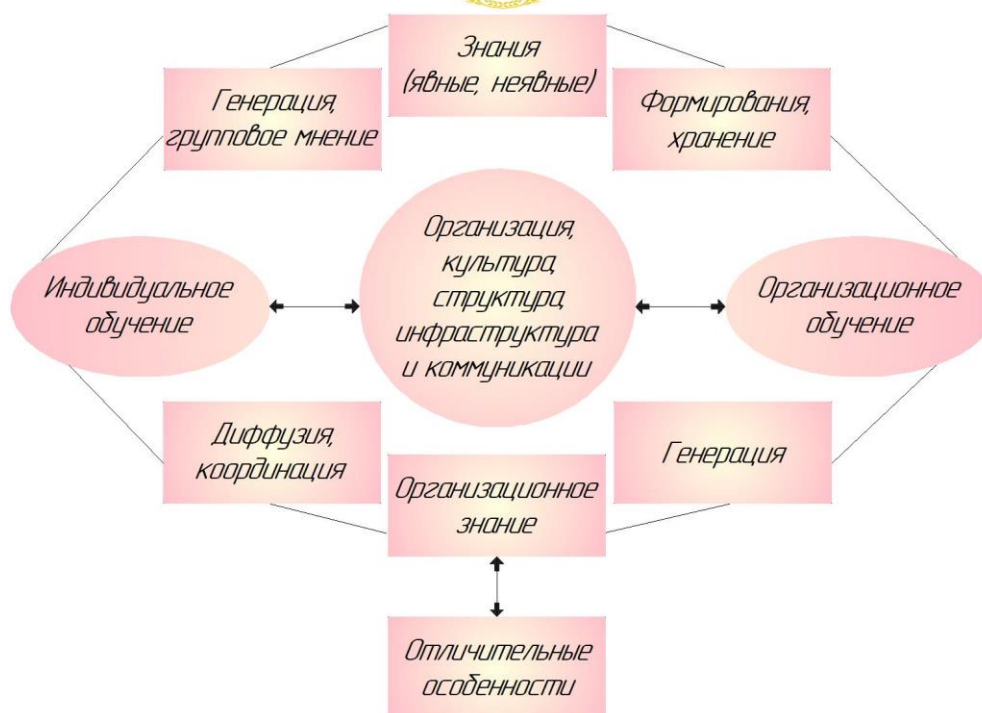 Знания
(явные, неявные)
Генерация,
групповое мнение
Формирования,
хранение
Организация,
культура,
структура,
инфраструктура
и коммуникации
Индивидуальное
обучение
Организационное
обучение
Диффузия,
координация
Генерация
Организационное
знание
Отличительные
особенности